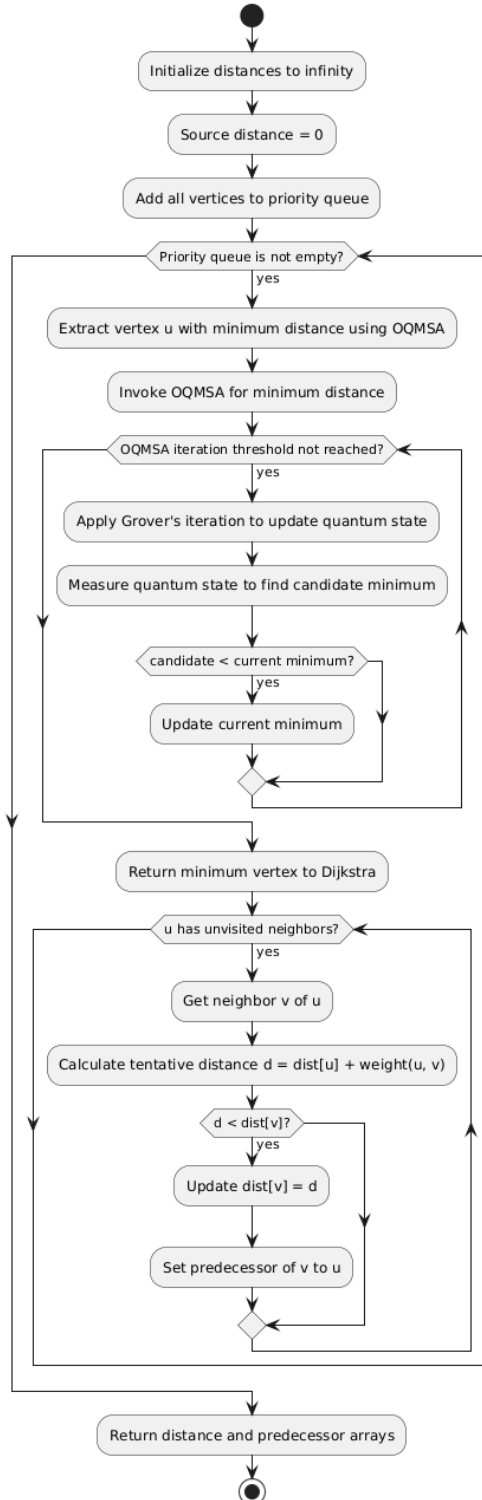 Initialize distances to infinity
Source distance = 0
Add all vertices to priority queue
Priority queue is not empty?
yes
Extract vertex u with minimum distance using OQMSA
Invoke OQMSA for minimum distance
OQMSA iteration threshold not reached?
yes
Apply Grover's iteration to update quantum state
Measure quantum state to find candidate minimum
candidate < current minimum?
yes
Update current minimum
Return minimum vertex to Dijkstra
u has unvisited neighbors?
yes
Get neighbor v of u
Calculate tentative distance d = dist[u] + weight(u, v)
d < dist[v]?
yes
Update dist[v] = d
Set predecessor of v to u
Return distance and predecessor arrays